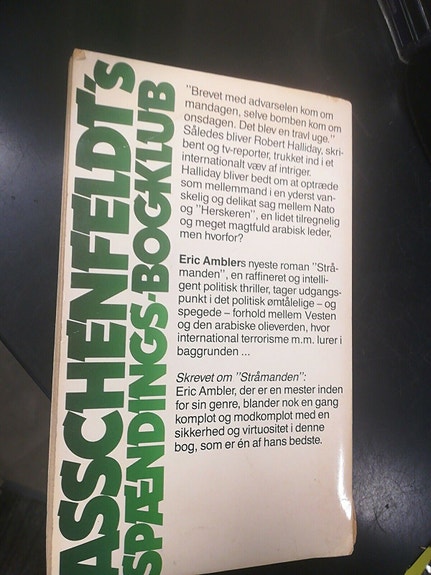 ASSCHENFELDT's
SPÆNDINGS-BOGKLUB
"Brevet med advarselen kom om
mandagen, selve bomben kom om
onsdagen. Det blev en travl uge."
Således bliver Robert Halliday, skri-
bent og tv-reporter, trukket ind i et
internationalt væv af intriger.
Halliday bliver bedt om at optræde
som mellemmand i en yderst van-
skelig og delikat sag mellem Nato
og "Herskeren", en lidet tilregnelig
og meget magtfuld arabisk leder,
men hvorfor?
Eric Amblers nyeste roman "Strå-
manden", en raffineret og intelli-
gent politisk thriller, tager udgangs-
punkt i det politisk ømtålelige – og
spegede – forhold mellem Vesten
og den arabiske olieverden, hvor
international terrorisme m.m. lurer i
baggrunden ...
Skrevet om "Stråmanden":
Eric Ambler, der er en mester inden
for sin genre, blander nok en gang
komplot og modkomplot med en
sikkerhed og virtuositet i denne
bog, som er én af hans bedste.